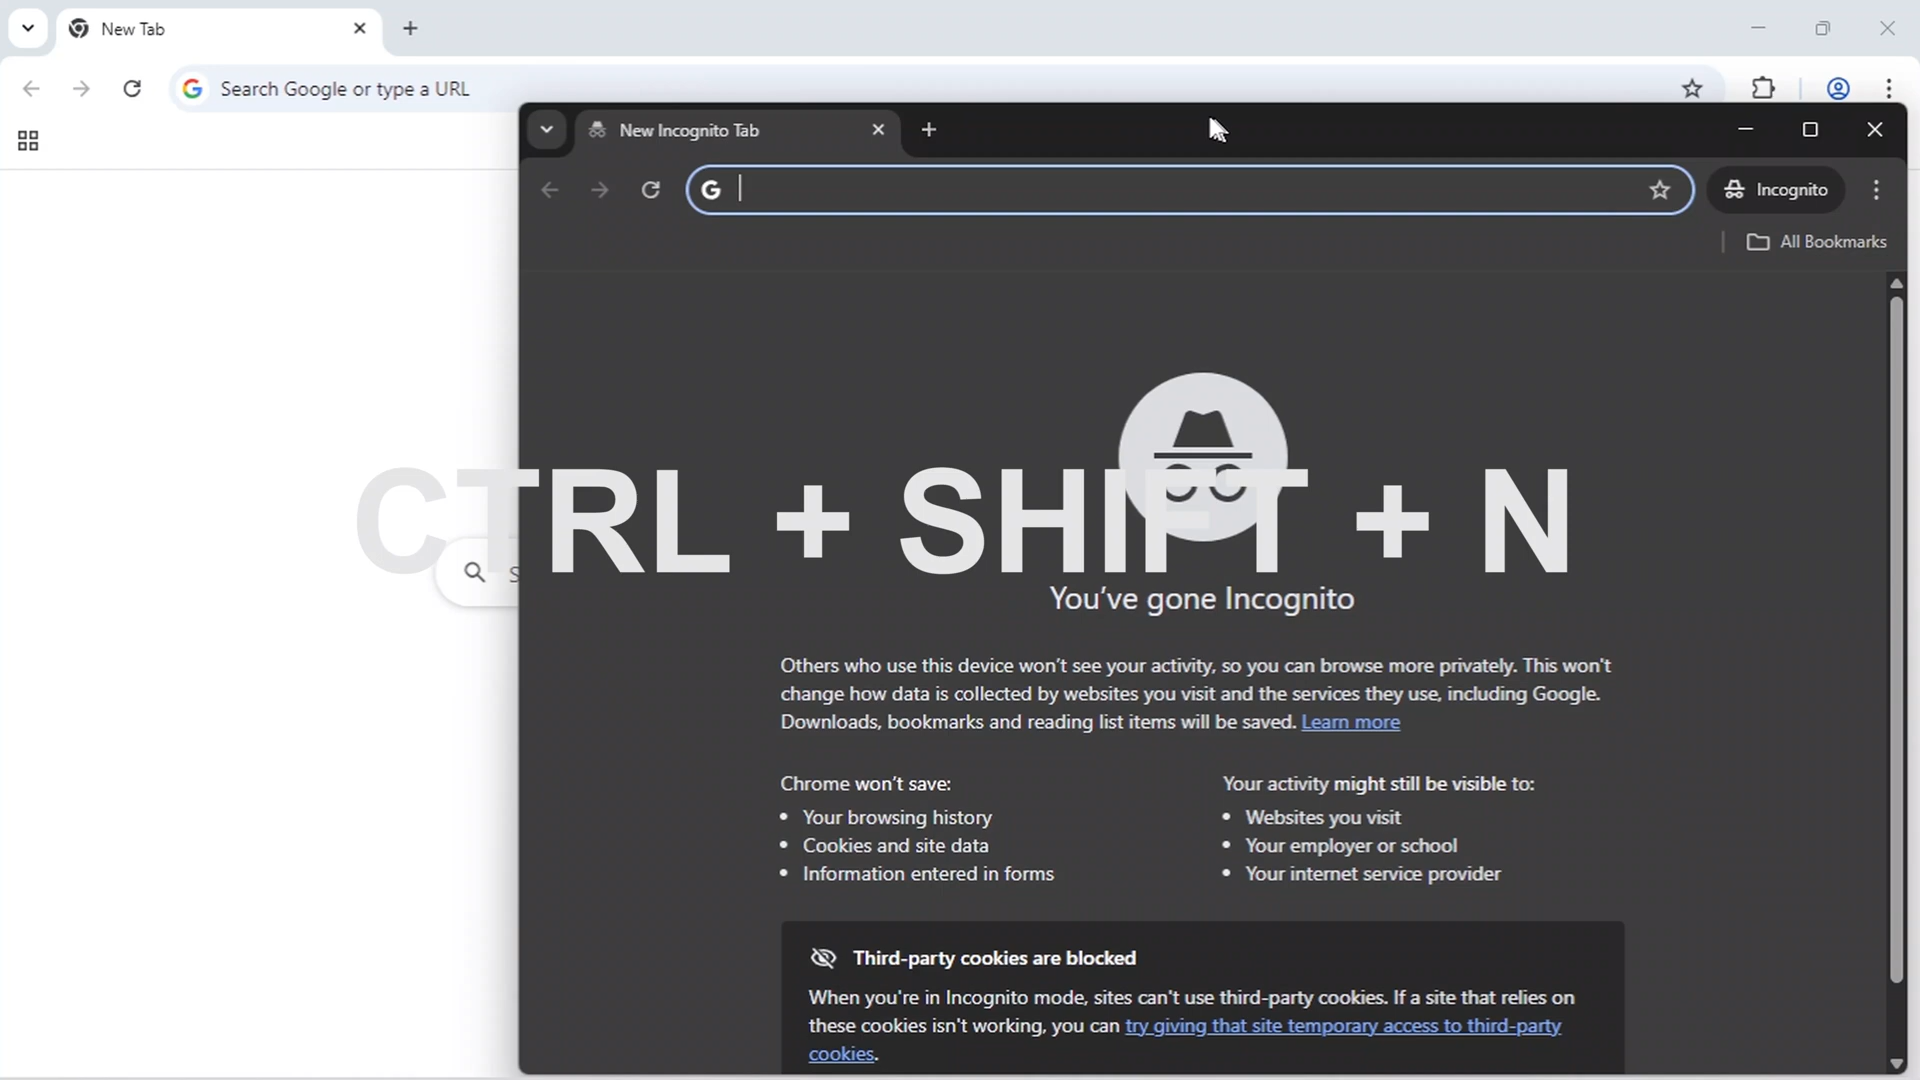 New Tab
Search Google or type a URL
New Incognito Tab
Incognito
All Bookmarks
CTRL + SHIFT + N
S
You've gone Incognito
Others who use this device won't see your activity, so you can browse more privately. This won't
change how data is collected by websites you visit and the services they use, including Google.
Downloads, bookmarks and reading list items will be saved. Learn more
Chrome won't save:
• Your browsing history
• Cookies and site data
• Information entered in forms
Your activity might still be visible to:
• Websites you visit
• Your employer or school
• Your internet service provider
Third-party cookies are blocked
When you're in Incognito mode, sites can't use third-party cookies. If a site that relies on
these cookies isn't working, you can try giving that site temporary access to third-party
cookies.